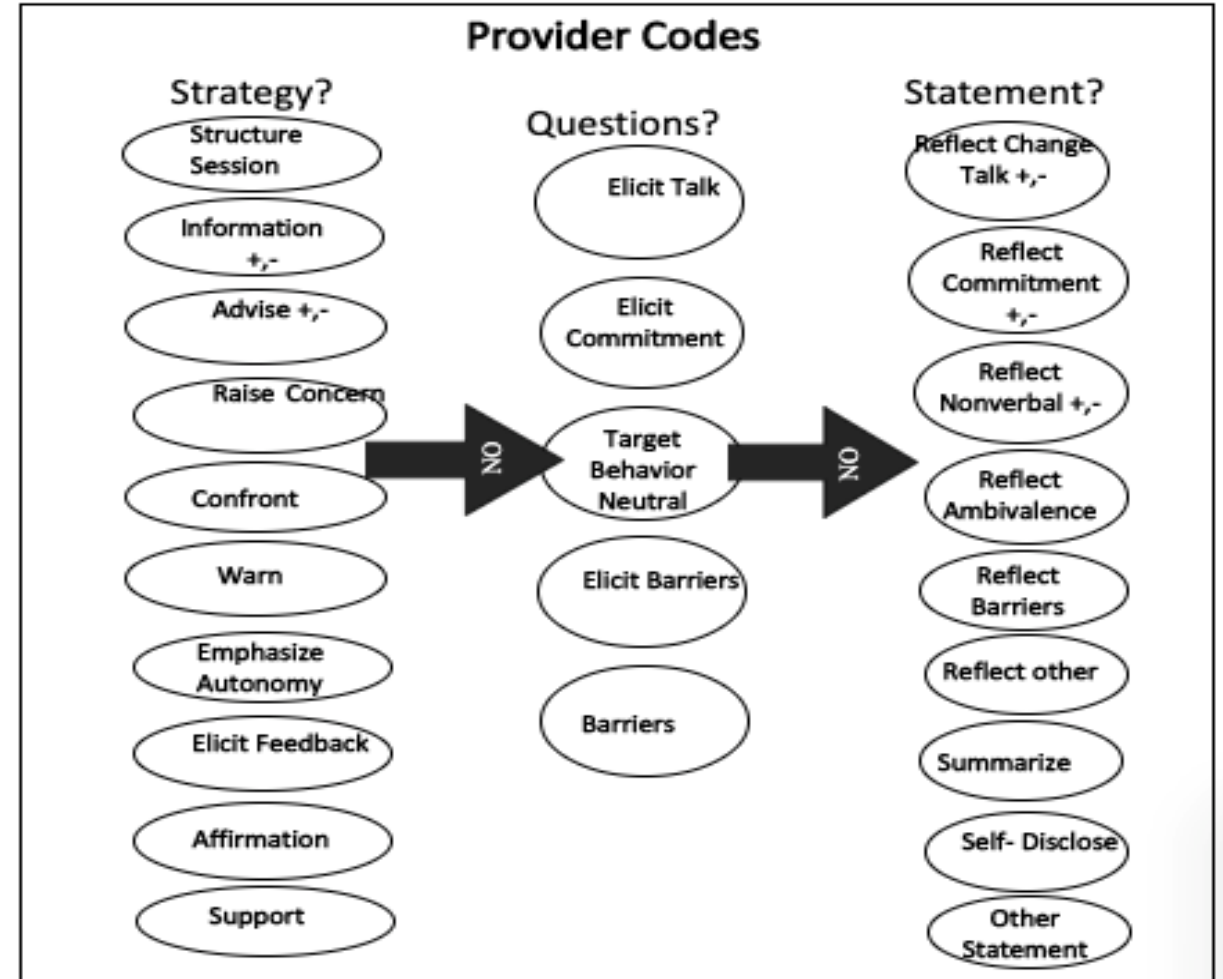 Provider Codes
Strategy?
Structure
Session
Information
+,-
Advise +,-
Raise Concern
Confront
Warn
Emphasize
Autonomy
Elicit Feedback
Affirmation
Support
NO
Questions?
Elicit Talk
Elicit
Commitment
Target
Behavior
Neutral
Elicit Barriers
Barriers
NO
Statement?
Reflect Change
Talk +,-
Reflect
Commitment
+,-
Reflect
Nonverbal +,-
Reflect
Ambivalence
Reflect
Barriers
Reflect other
Summarize
Self- Disclose
Other
Statement